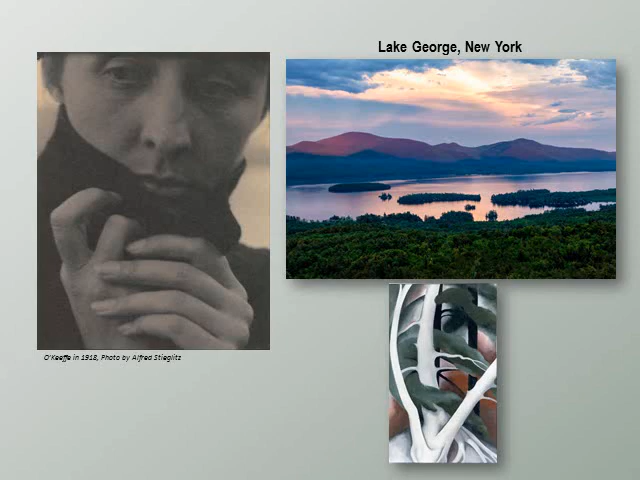 Lake George, New York
O'Keeffe in 1918, Photo by Alfred Stieglitz